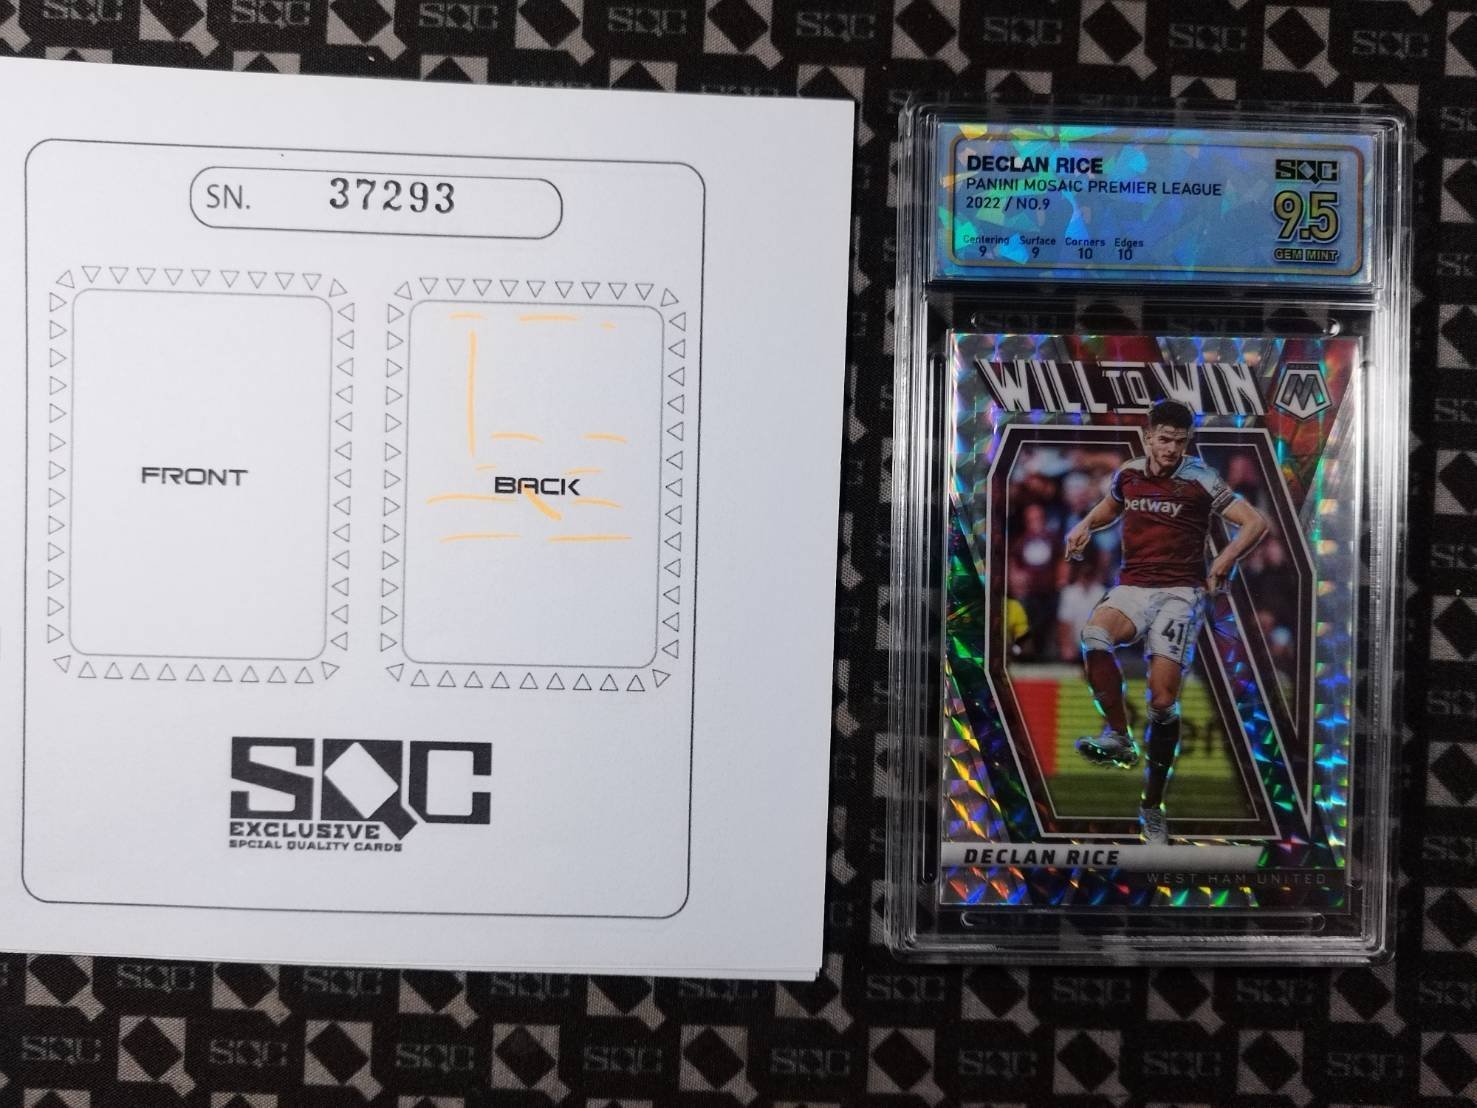 SN. 37293
FRONT
BACK
SQC
EXCLUSIVE
SPCIAL QUALITY CARDS
DECLAN RICE
PANINI MOSAIC PREMIER LEAGUE
2022 / NO.9
Centering Surface Corners Edges
9 9 10 10
SQC
9.5
GEM MINT
WILL TO WIN
MOSAIC
betway
41
DECLAN RICE
WEST HAM UNITED